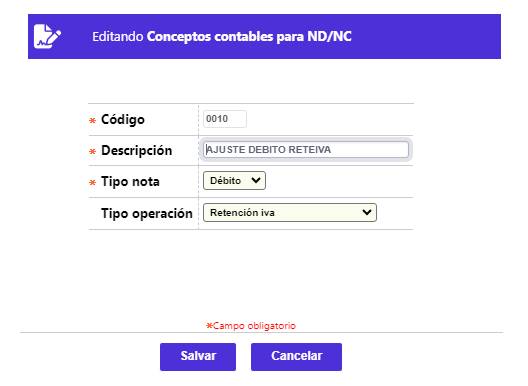 Editando Conceptos contables para ND/NC
* Código 0010
* Descripción AJUSTE DEBITO RETEIVA
* Tipo nota Débito
Tipo operación Retención iva
*Campo obligatorio
Salvar Cancelar